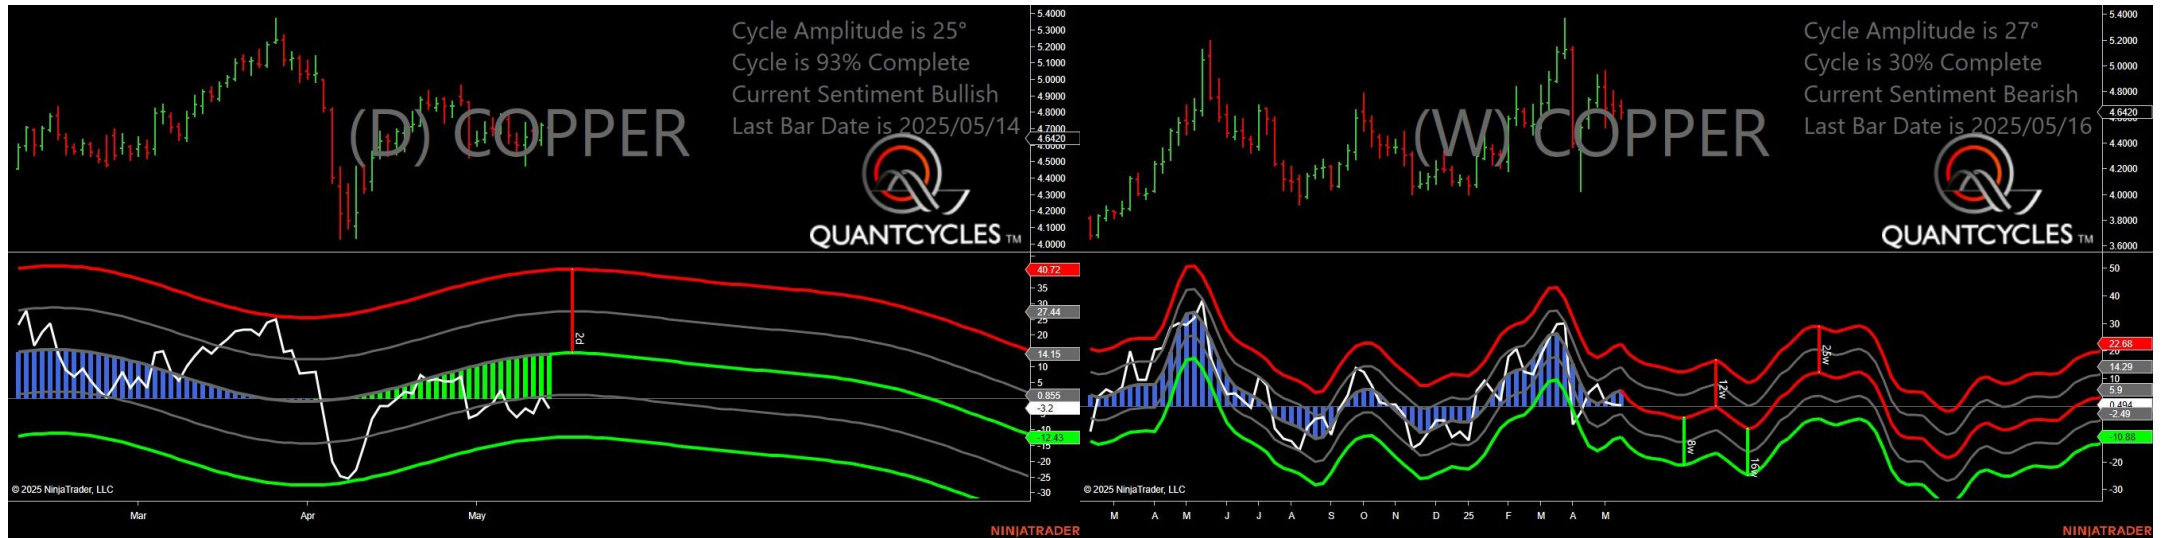 Cycle Amplitude is 25°
Cycle is 93% Complete
Current Sentiment Bullish
Last Bar Date is 2025/05/14
(D) COPPER
QUANTCYCLES TM
5.4000
5.3000
5.2000
5.1000
5.0000
4.9000
4.8000
4.7000
4.6420
4.6000
4.5000
4.4000
4.3000
4.2000
4.1000
4.0000
40.72
35
30
27.44
25
20
14.15
10
5
0.855
-3.2
-10
-12.43
-15
-20
-25
-30
2d
© 2025 NinjaTrader, LLC
Mar Apr May
NINJATRADER
Cycle Amplitude is 27°
Cycle is 30% Complete
Current Sentiment Bearish
Last Bar Date is 2025/05/16
(W) COPPER
QUANTCYCLES TM
5.4000
5.2000
5.0000
4.8000
4.6420
4.6000
4.4000
4.2000
4.0000
3.8000
3.6000
50
40
30
22.68
20
14.29
10
5.9
0.494
-2.49
-10.88
-20
-30
12w
8w
16w
25w
© 2025 NinjaTrader, LLC
M A M J J A S O N D 25 F M A M
NINJATRADER